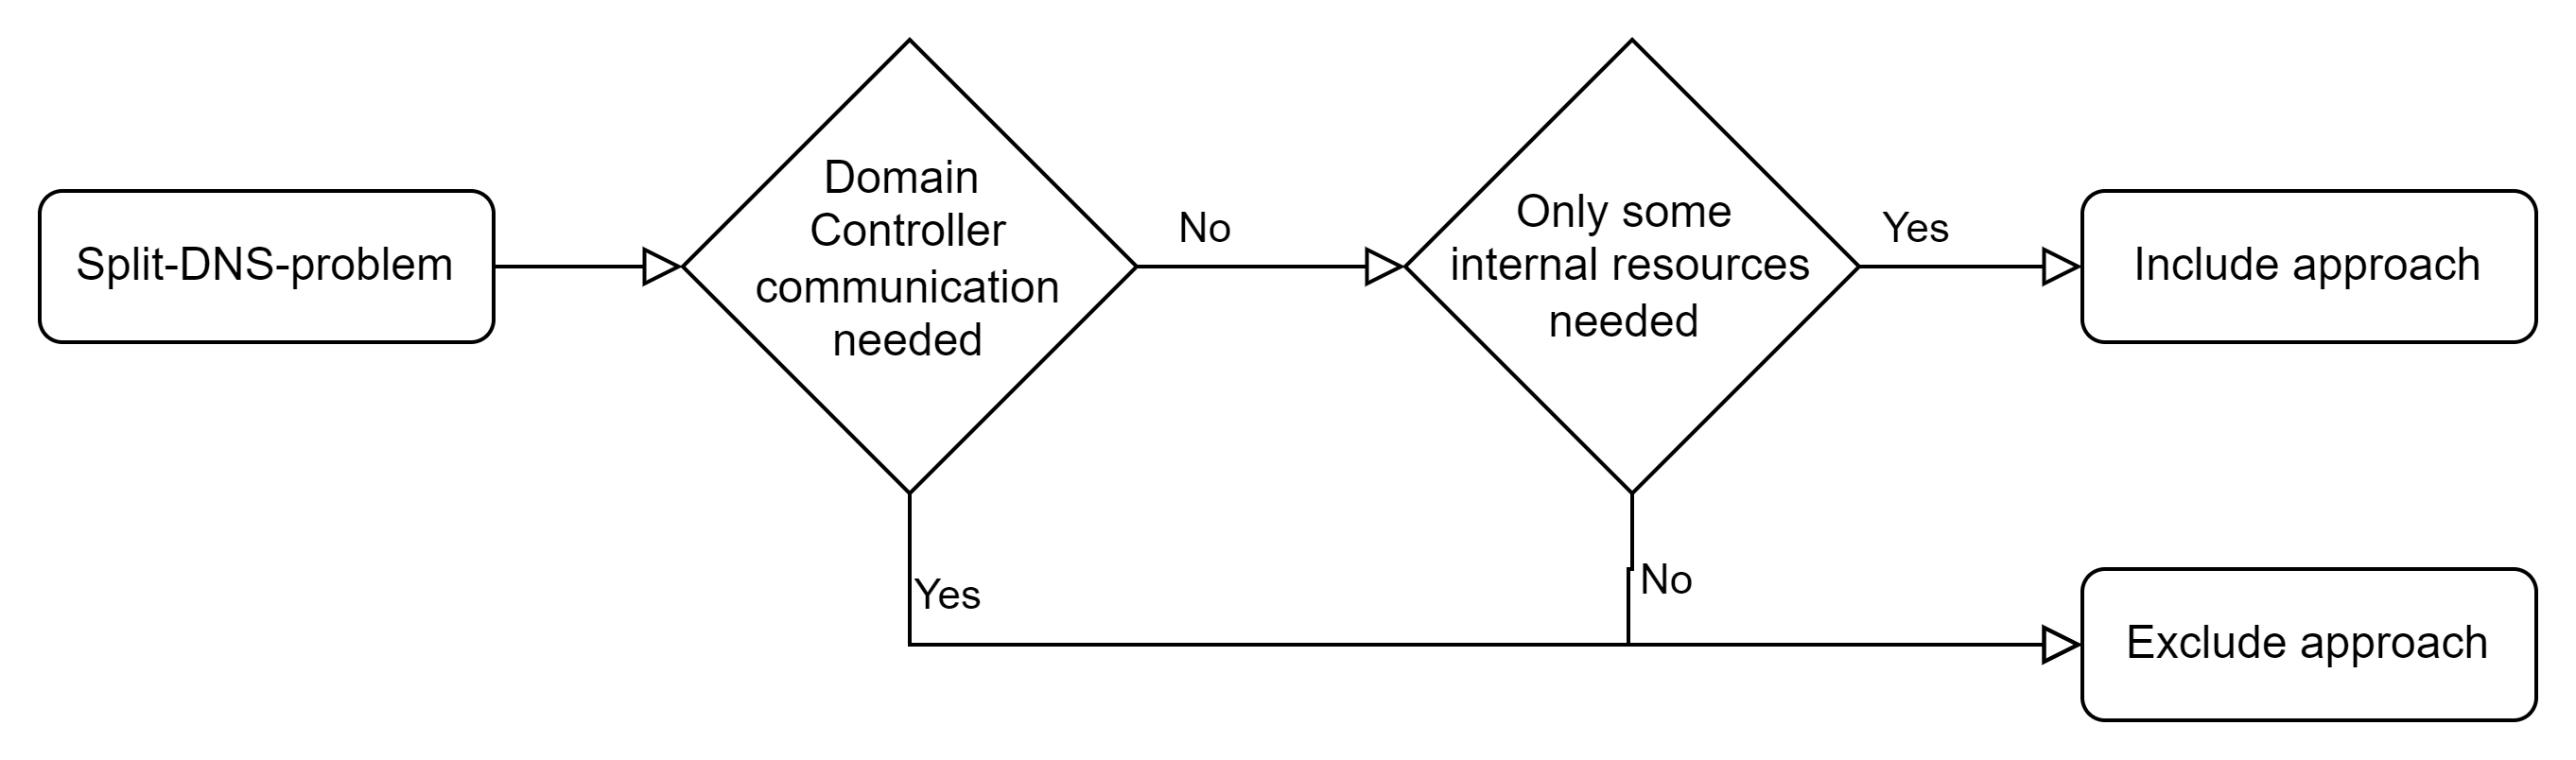 Split-DNS-problem
Domain
Controller
communication
needed
No
Only some
internal resources
needed
Yes
Include approach
Yes
No
Exclude approach